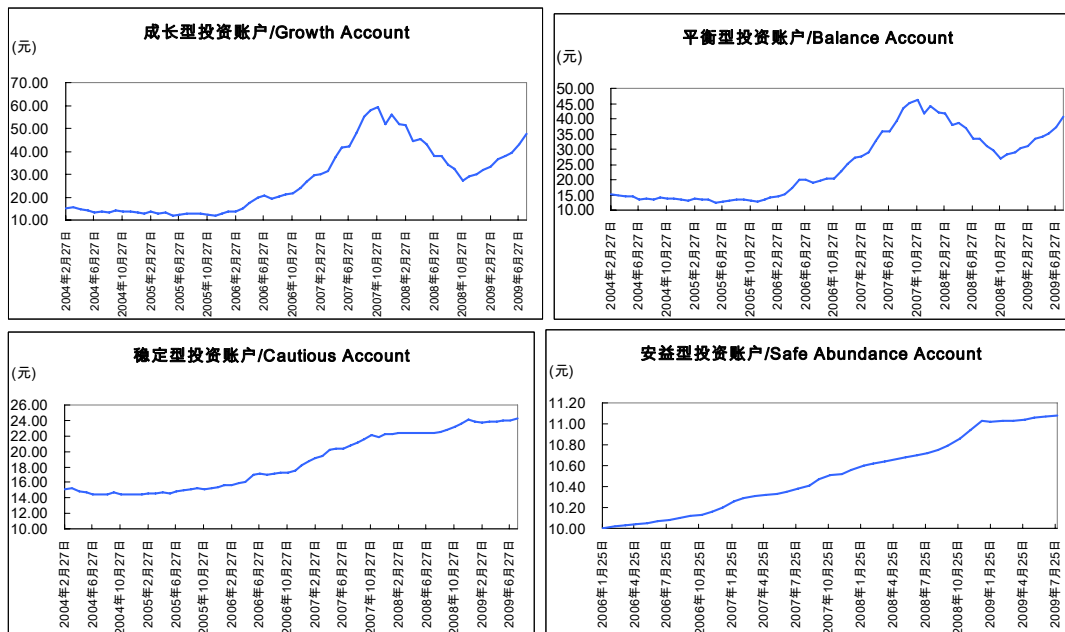 成长型投资账户/Growth Account
(元)
70.00
60.00
50.00
40.00
30.00
20.00
10.00
2004年2月27日
2004年6月27日
2004年10月27日
2005年2月27日
2005年6月27日
2005年10月27日
2006年2月27日
2006年6月27日
2006年10月27日
2007年2月27日
2007年6月27日
2007年10月27日
2008年2月27日
2008年6月27日
2008年10月27日
2009年2月27日
2009年6月27日
平衡型投资账户/Balance Account
(元)
50.00
45.00
40.00
35.00
30.00
25.00
20.00
15.00
10.00
2004年2月27日
2004年6月27日
2004年10月27日
2005年2月27日
2005年6月27日
2005年10月27日
2006年2月27日
2006年6月27日
2006年10月27日
2007年2月27日
2007年6月27日
2007年10月27日
2008年2月27日
2008年6月27日
2008年10月27日
2009年2月27日
2009年6月27日
稳定型投资账户/Cautious Account
(元)
26.00
24.00
22.00
20.00
18.00
16.00
14.00
12.00
10.00
2004年2月27日
2004年6月27日
2004年10月27日
2005年2月27日
2005年6月27日
2005年10月27日
2006年2月27日
2006年6月27日
2006年10月27日
2007年2月27日
2007年6月27日
2007年10月27日
2008年2月27日
2008年6月27日
2008年10月27日
2009年2月27日
2009年6月27日
安益型投资账户/Safe Abundance Account
(元)
11.20
11.00
10.80
10.60
10.40
10.20
10.00
2006年1月25日
2006年4月25日
2006年7月25日
2006年10月25日
2007年1月25日
2007年4月25日
2007年7月25日
2007年10月25日
2008年1月25日
2008年4月25日
2008年7月25日
2008年10月25日
2009年1月25日
2009年4月25日
2009年7月25日